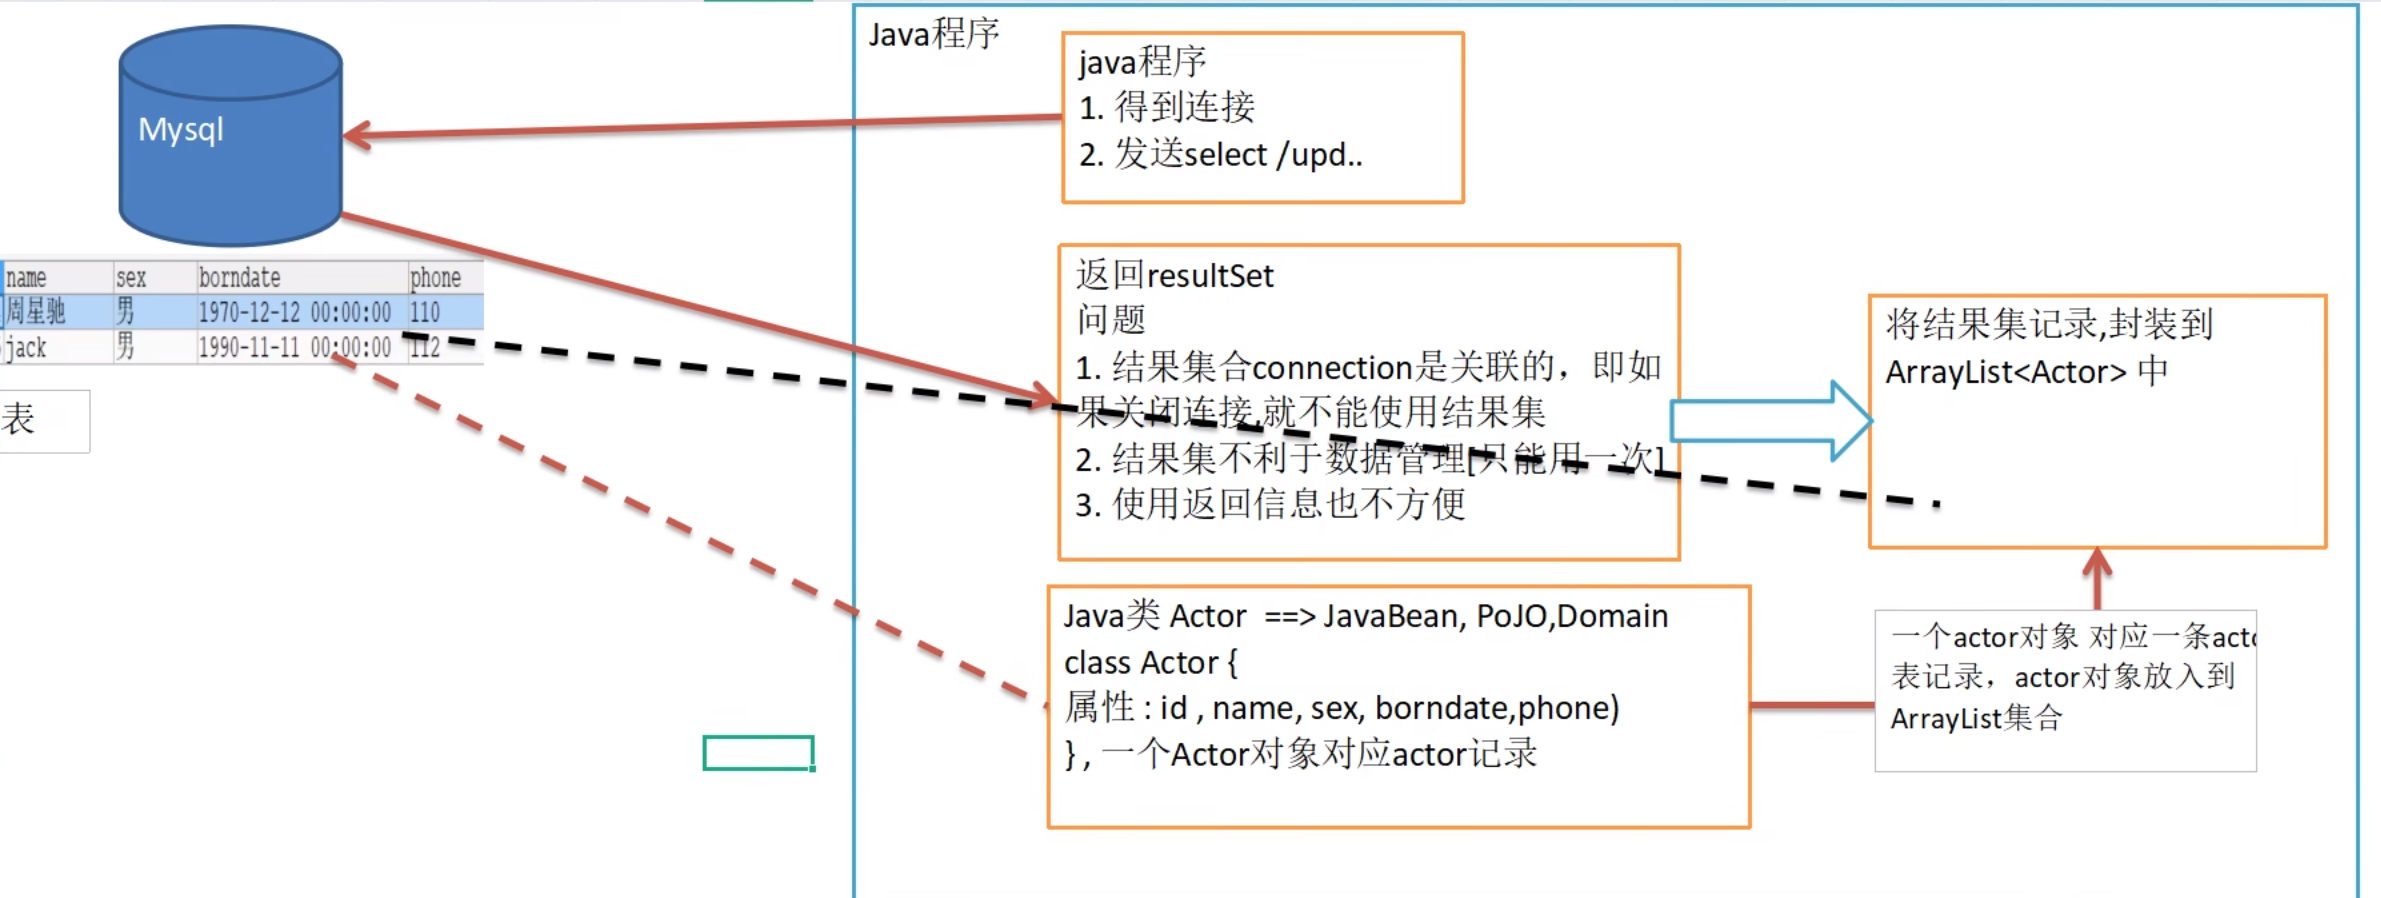 Java程序
java程序
1. 得到连接
2. 发送select /upd..
Mysql
name sex borndate phone
周星驰 男 1970-12-12 00:00:00 110
jack 男 1990-11-11 00:00:00 112
表
返回resultSet
问题
1. 结果集合connection是关联的，即如
果关闭连接,就不能使用结果集
2. 结果集不利于数据管理[只能用一次]
3. 使用返回信息也不方便
将结果集记录,封装到
ArrayList<Actor> 中
Java类 Actor ==> JavaBean, PoJO,Domain
class Actor {
属性 : id , name, sex, borndate,phone)
} , 一个Actor对象对应actor记录
一个actor对象 对应一条acto
表记录，actor对象放入到
ArrayList集合